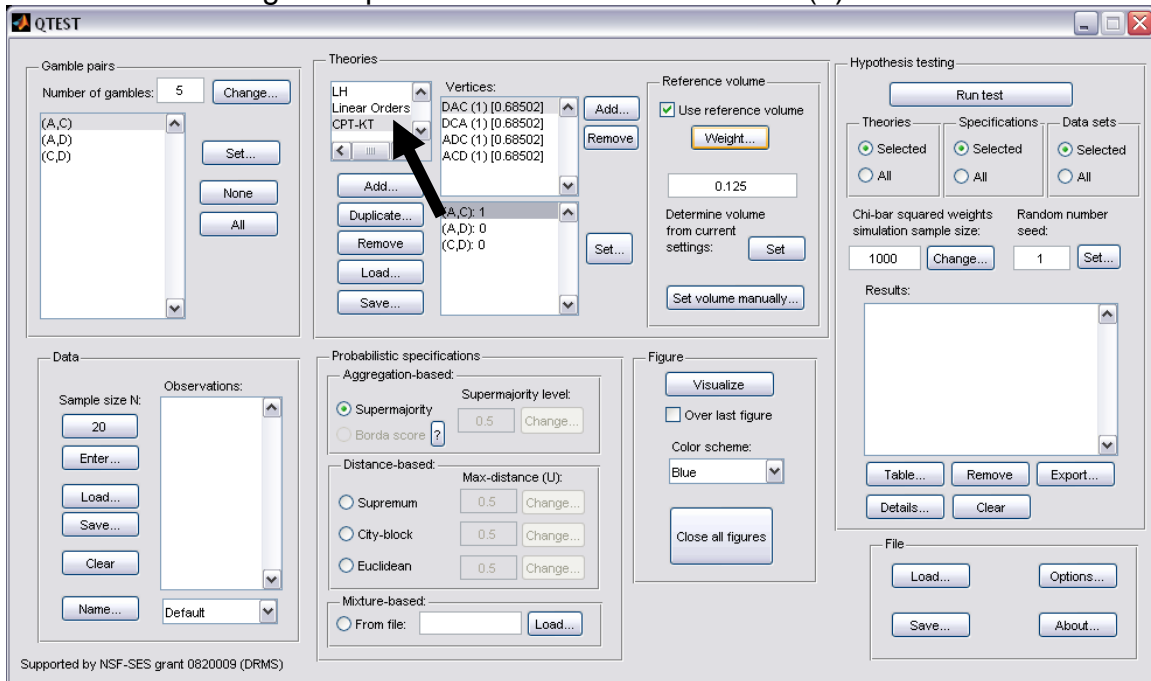 QTEST
Gamble pairs
Number of gambles: 5 Change...
(A,C)
(A,D)
(C,D)
Set...
None
All
Theories
LH
Linear Orders
CPT-KT
Add...
Duplicate...
Remove
Load...
Save...
Vertices:
DAC (1) [0.68502]
DCA (1) [0.68502]
ADC (1) [0.68502]
ACD (1) [0.68502]
Add...
Remove
(A,C): 1
(A,D): 0
(C,D): 0
Set...
Reference volume
Use reference volume
Weight...
0.125
Determine volume
from current
settings: Set
Set volume manually...
Hypothesis testing
Run test
Theories
Selected
All
Specifications
Selected
All
Data sets
Selected
All
Chi-bar squared weights
simulation sample size:
1000 Change...
Random number
seed:
1 Set...
Results:
Table... Remove Export...
Details... Clear
Data
Sample size N:
20
Enter...
Load...
Save...
Clear
Name...
Observations:
Default
Probabilistic specifications
Aggregation-based:
Supermajority level:
Supermajority 0.5 Change...
Borda score ?
Distance-based:
Max-distance (U):
Supremum 0.5 Change...
City-block 0.5 Change...
Euclidean 0.5 Change...
Mixture-based:
From file: Load...
Figure
Visualize
Over last figure
Color scheme:
Blue
Close all figures
File
Load... Options...
Save... About...
Supported by NSF-SES grant 0820009 (DRMS)